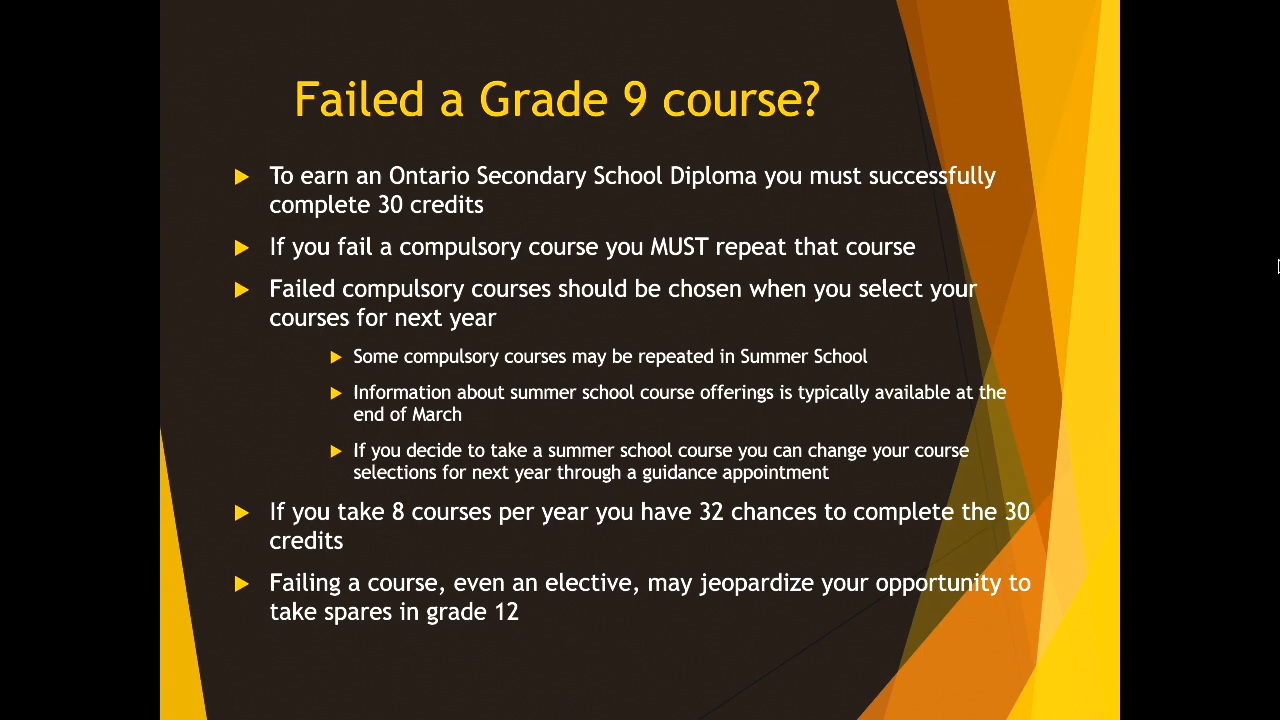 Failed a Grade 9 course?
To earn an Ontario Secondary School Diploma you must successfully
complete 30 credits
If you fail a compulsory course you MUST repeat that course
Failed compulsory courses should be chosen when you select your
courses for next year
Some compulsory courses may be repeated in Summer School
Information about summer school course offerings is typically available at the
end of March
If you decide to take a summer school course you can change your course
selections for next year through a guidance appointment
If you take 8 courses per year you have 32 chances to complete the 30
credits
Failing a course, even an elective, may jeopardize your opportunity to
take spares in grade 12